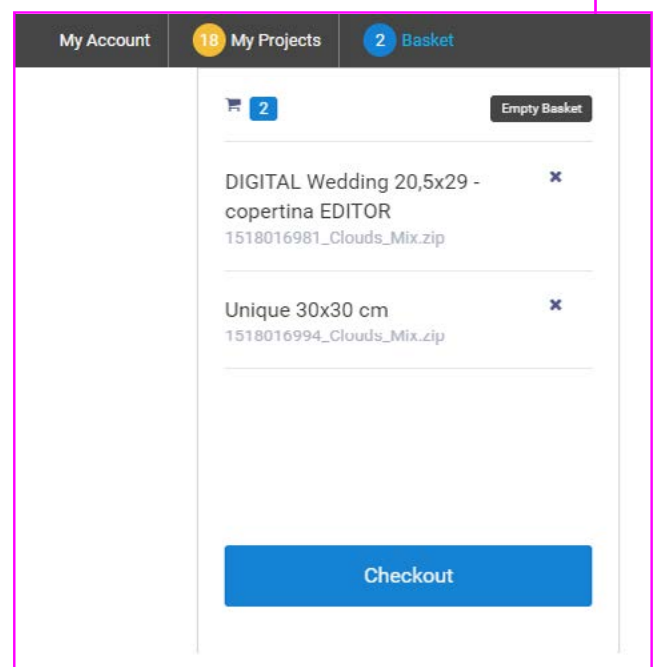 My Account 18 My Projects 2 Basket
2 Empty Basket
DIGITAL Wedding 20,5x29 -
copertina EDITOR
1518016981_Clouds_Mix.zip
Unique 30x30 cm
1518016994_Clouds_Mix.zip
Checkout